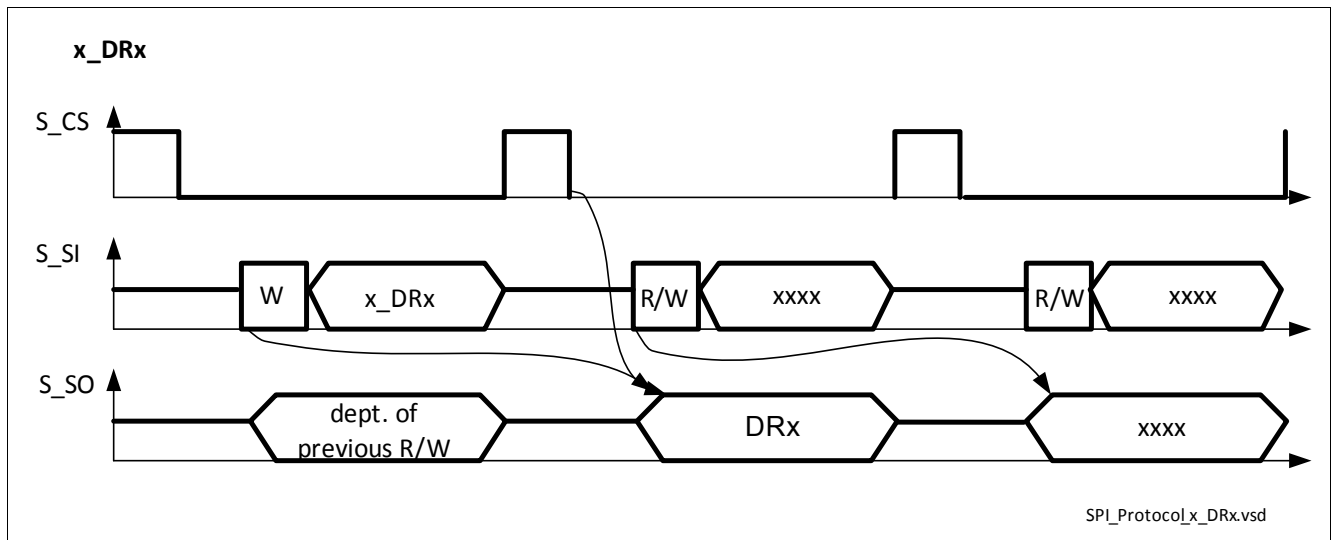 x_DRx
S_CS
S_SI
W
x_DRx
R/W
xxxx
R/W
xxxx
S_SO
dept. of
previous R/W
DRx
xxxx
SPI_Protocol_x_DRx.vsd